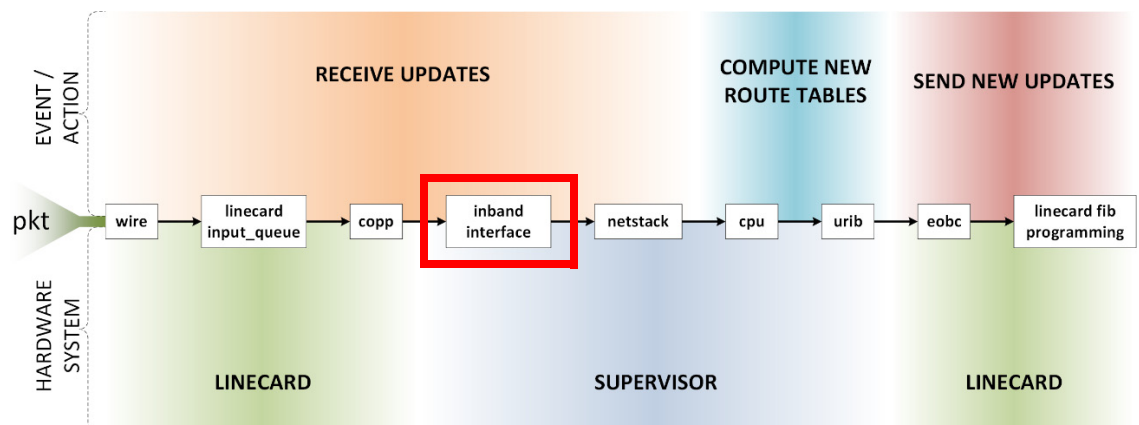 EVENT /
ACTION
RECEIVE UPDATES
COMPUTE NEW
ROUTE TABLES
SEND NEW UPDATES
pkt
wire
linecard
input_queue
copp
inband
interface
netstack
cpu
urib
eobc
linecard fib
programming
HARDWARE
SYSTEM
LINECARD
SUPERVISOR
LINECARD